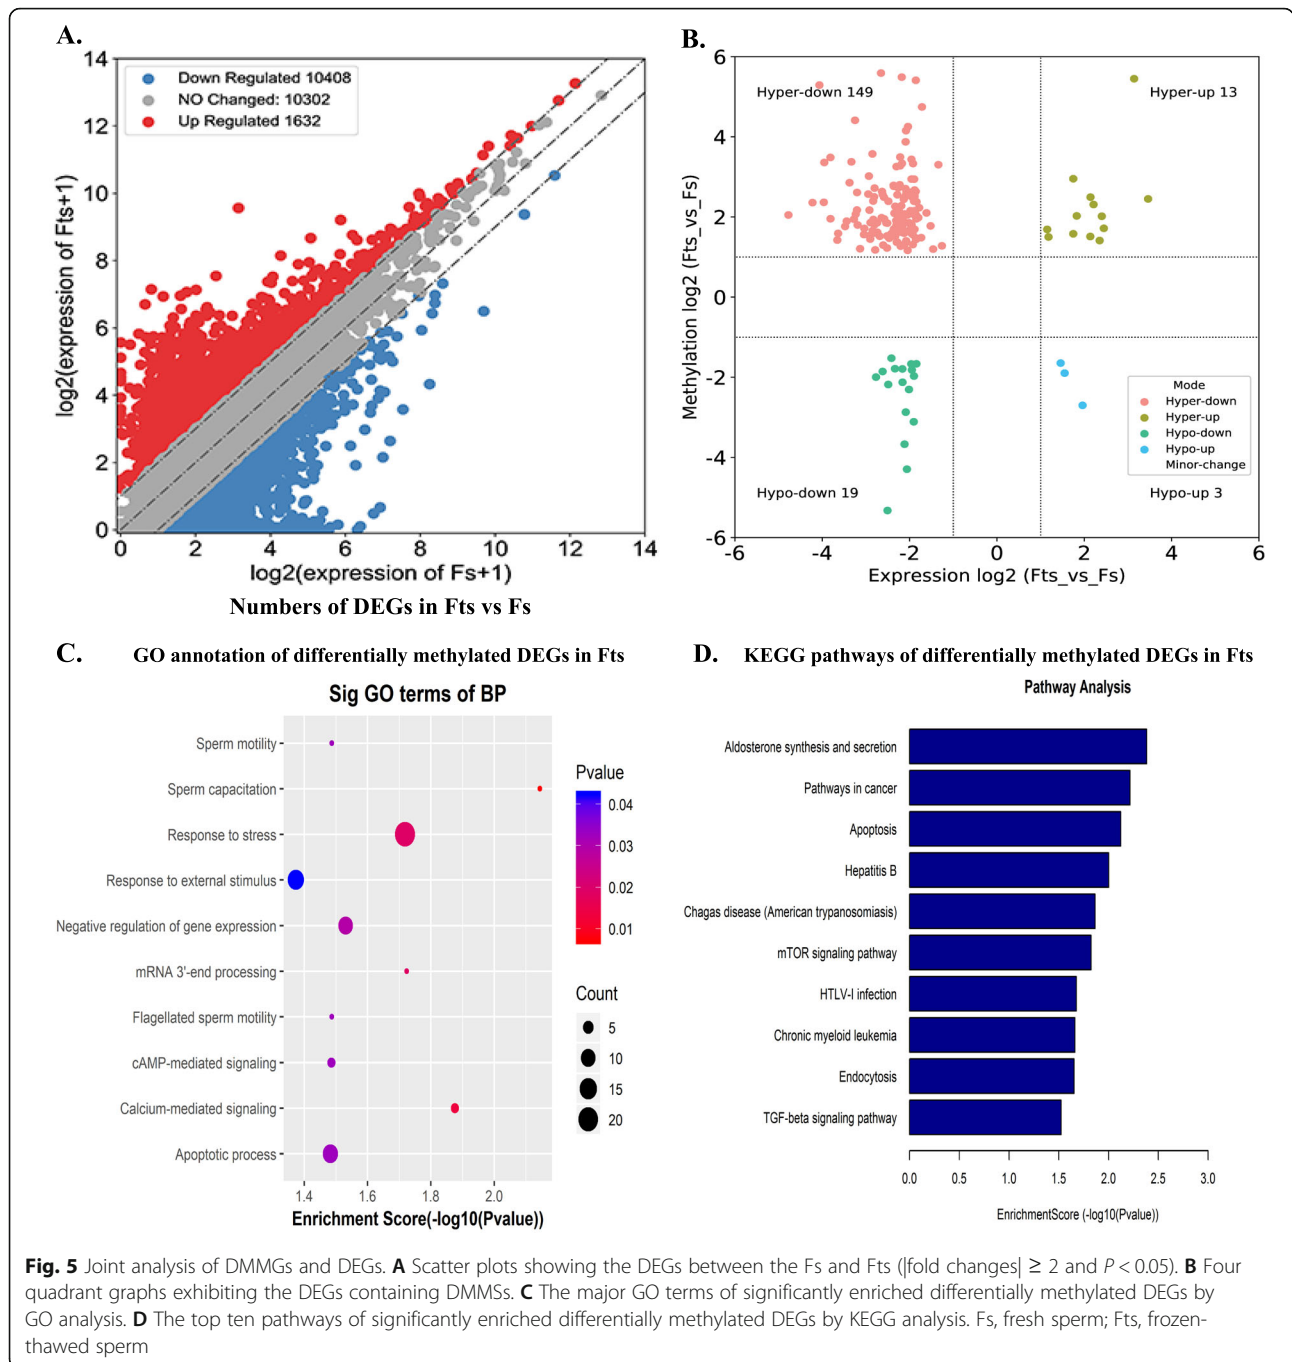 A.
14
12
10
8
6
4
2
0
log2(expression of Fts+1)
Down Regulated 10408
NO Changed: 10302
Up Regulated 1632
0 2 4 6 8 10 12 14
log2(expression of Fs+1)
Numbers of DEGs in Fts vs Fs
B.
6
4
2
0
-2
-4
-6
Methylation log2 (Fts_vs_Fs)
Hyper-down 149
Hyper-up 13
Hypo-down 19
Hypo-up 3
Mode
Hyper-down
Hyper-up
Hypo-down
Hypo-up
Minor-change
-6 -4 -2 0 2 4 6
Expression log2 (Fts_vs_Fs)
C. GO annotation of differentially methylated DEGs in Fts
Sig GO terms of BP
Sperm motility
Sperm capacitation
Response to stress
Response to external stimulus
Negative regulation of gene expression
mRNA 3'-end processing
Flagellated sperm motility
cAMP-mediated signaling
Calcium-mediated signaling
Apoptotic process
1.4 1.6 1.8 2.0
Enrichment Score(-log10(Pvalue))
Pvalue
0.04
0.03
0.02
0.01
Count
5
10
15
20
D. KEGG pathways of differentially methylated DEGs in Fts
Pathway Analysis
Aldosterone synthesis and secretion
Pathways in cancer
Apoptosis
Hepatitis B
Chagas disease (American trypanosomiasis)
mTOR signaling pathway
HTLV-I infection
Chronic myeloid leukemia
Endocytosis
TGF-beta signaling pathway
0.0 0.5 1.0 1.5 2.0 2.5 3.0
EnrichmentScore (-log10(Pvalue))
Fig. 5 Joint analysis of DMMGs and DEGs. A Scatter plots showing the DEGs between the Fs and Fts (|fold changes| ≥ 2 and P < 0.05). B Four
quadrant graphs exhibiting the DEGs containing DMMSs. C The major GO terms of significantly enriched differentially methylated DEGs by
GO analysis. D The top ten pathways of significantly enriched differentially methylated DEGs by KEGG analysis. Fs, fresh sperm; Fts, frozen-
thawed sperm